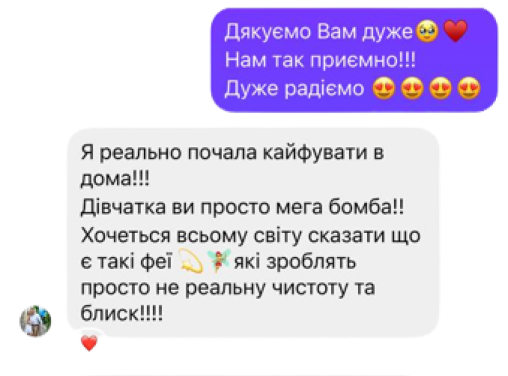 Дякуємо Вам дуже🥹❤️
Нам так приємно!!!
Дуже радіємо 😍😍😍😍
Я реально почала кайфувати в
дома!!!
Дівчатка ви просто мега бомба!!
Хочеться всьому світу сказати що
є такі феї 💫🧚‍♀️які зроблять
просто не реальну чистоту та
блиск!!!!
❤️